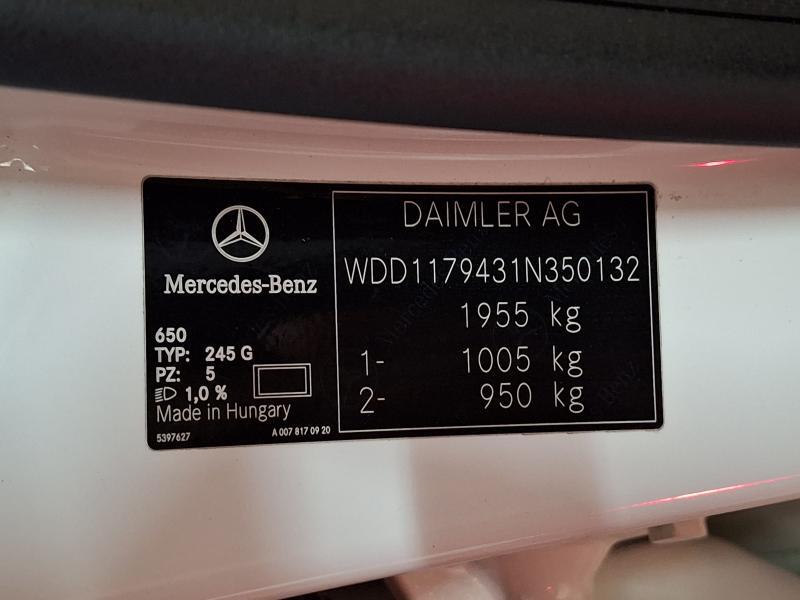 Mercedes-Benz
650
TYP: 245 G
PZ: 5
1,0 %
Made in Hungary
5397627
A 007 817 09 20
DAIMLER AG
WDD1179431N350132
1955 kg
1- 1005 kg
2- 950 kg